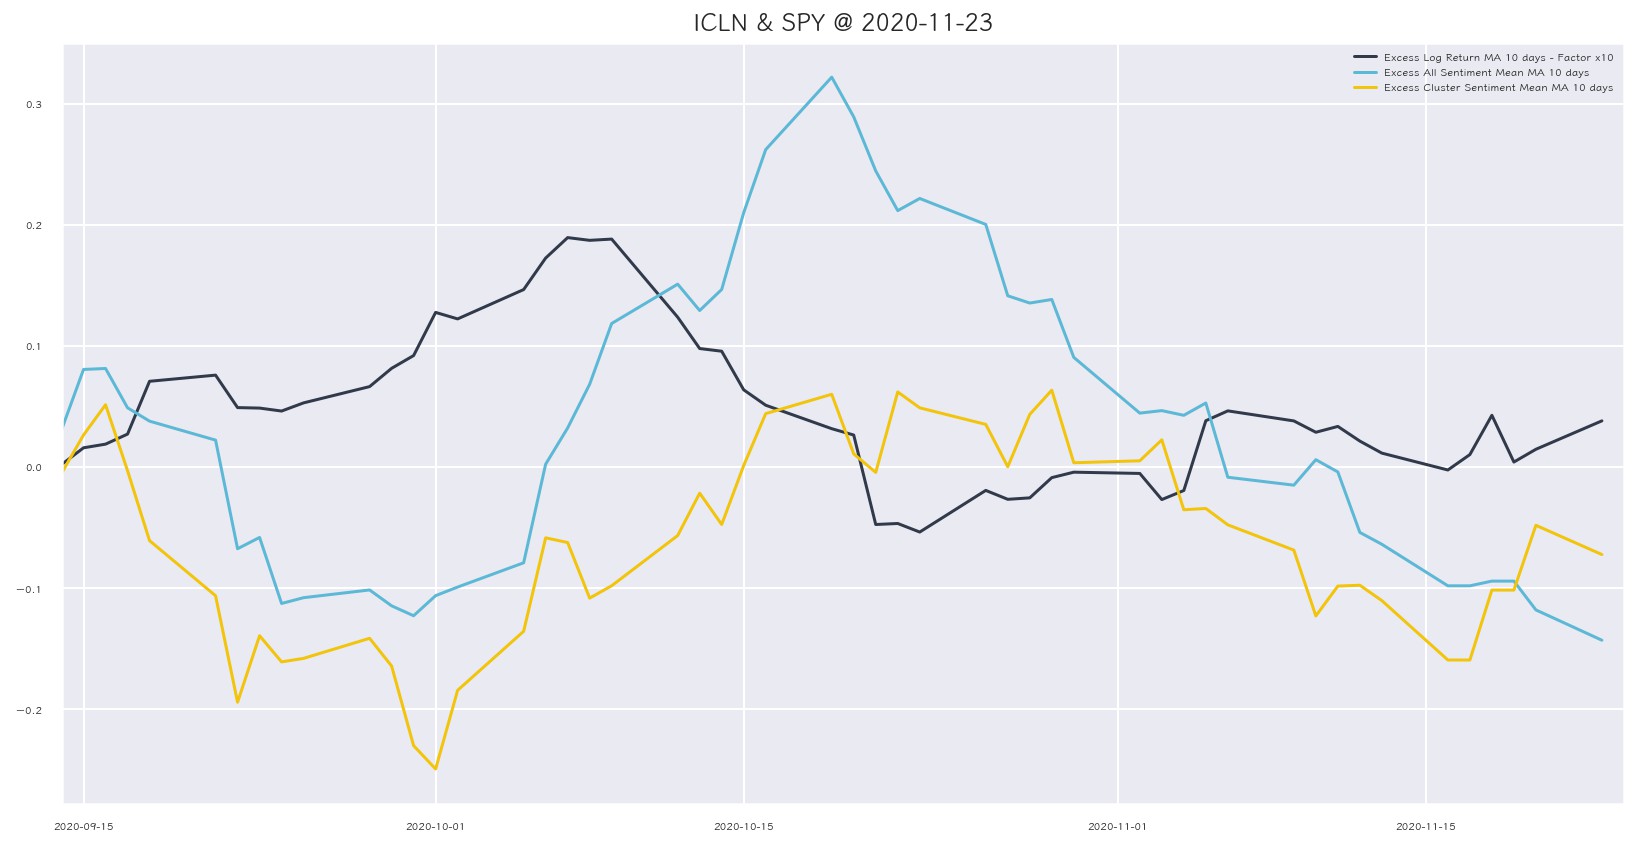 ICLN & SPY @ 2020-11-23
Excess Log Return MA 10 days - Factor x10
Excess All Sentiment Mean MA 10 days
Excess Cluster Sentiment Mean MA 10 days
0.3
0.2
0.1
0.0
−0.1
−0.2
2020-09-15
2020-10-01
2020-10-15
2020-11-01
2020-11-15